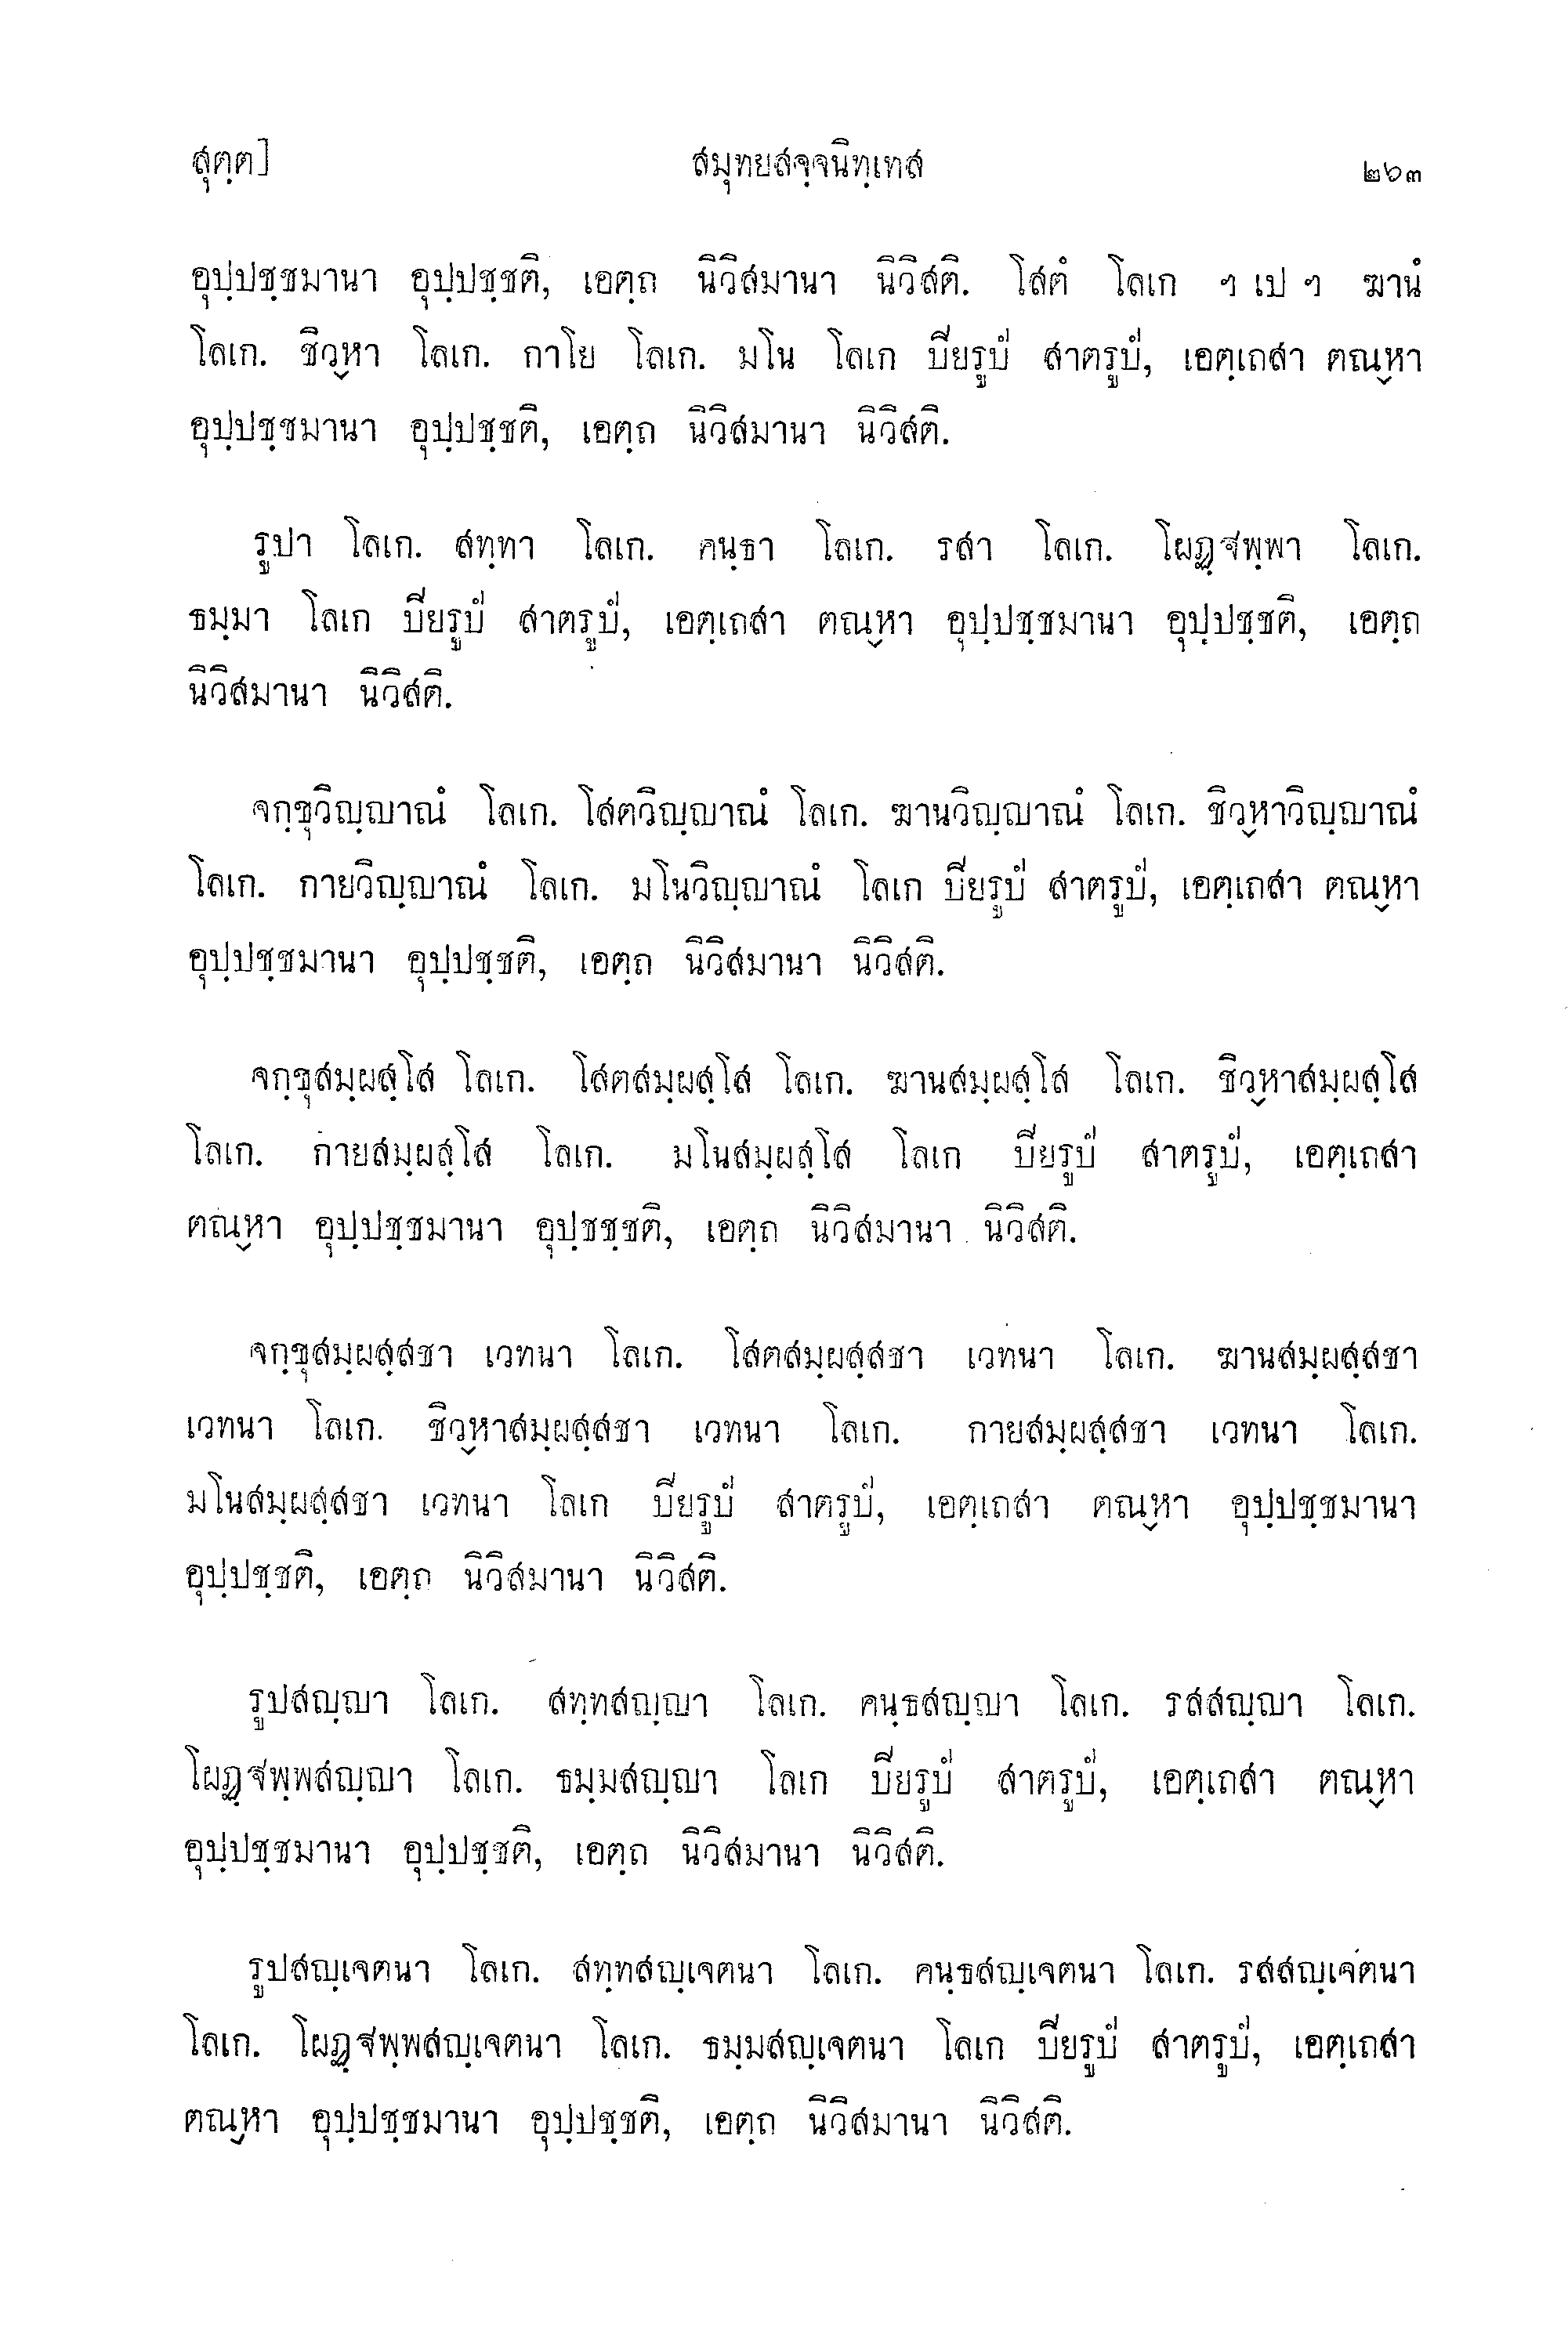 สุตฺต] สมุทยสจฺจนิทฺเทส ๒๖๓
อุปฺปชฺชมานา อุปฺปชฺชติ, เอตฺถ นิวิสมานา นิวิสติ. โสตํ โลเก ฯ เป ฯ ฆานํ
โลเก. ชิวฺหา โลเก. กาโย โลเก. มโน โลเก ปิยรูปํ สาตรูปํ, เอตฺเถสา ตณฺหา
อุปฺปชฺชมานา อุปฺปชฺชติ, เอตฺถ นิวิสมานา นิวิสติ.
รูปา โลเก. สทฺทา โลเก. คนฺธา โลเก. รสา โลเก. โผฏฺฐพฺพา โลเก.
ธมฺมา โลเก ปิยรูปํ สาตรูปํ, เอตฺเถสา ตณฺหา อุปฺปชฺชมานา อุปฺปชฺชติ, เอตฺถ
นิวิสมานา นิวิสติ.
จกฺขุวิญฺญาณํ โลเก. โสตวิญฺญาณํ โลเก. ฆานวิญฺญาณํ โลเก. ชิวฺหาวิญฺญาณํ
โลเก. กายวิญฺญาณํ โลเก. มโนวิญฺญาณํ โลเก ปิยรูปํ สาตรูปํ, เอตฺเถสา ตณฺหา
อุปฺปชฺชมานา อุปฺปชฺชติ, เอตฺถ นิวิสมานา นิวิสติ.
จกฺขุสมฺผสฺโส โลเก. โสตสมฺผสฺโส โลเก. ฆานสมฺผสฺโส โลเก. ชิวฺหาสมฺผสฺโส
โลเก. กายสมฺผสฺโส โลเก. มโนสมฺผสฺโส โลเก ปิยรูปํ สาตรูปํ, เอตฺเถสา
ตณฺหา อุปฺปชฺชมานา อุปฺชชฺชติ, เอตฺถ นิวิสมานา นิวิสติ.
จกฺขุสมฺผสฺสชา เวทนา โลเก. โสตสมฺผสฺสชา เวทนา โลเก. ฆานสมฺผสฺสชา
เวทนา โลเก. ชิวฺหาสมฺผสฺสชา เวทนา โลเก. กายสมฺผสฺสชา เวทนา โลเก.
มโนสมฺผสฺสชา เวทนา โลเก ปิยรูปํ สาตรูปํ, เอตฺเถสา ตณฺหา อุปฺปชฺชมานา
อุปฺปชฺชติ, เอตฺถ นิวิสมานา นิวิสติ.
รูปสญฺญา โลเก. สทฺทสญฺญา โลเก. คนฺธสญฺญา โลเก. รสสญฺญา โลเก.
โผฏฺฐพฺพสญฺญา โลเก. ธมฺมสญฺญา โลเก ปิยรูปํ สาตรูปํ, เอตฺเถสา ตณฺหา
อุปฺปชฺชมานา อุปฺปชฺชติ, เอตฺถ นิวิสมานา นิวิสติ.
รูปสญฺเจตนา โลเก. สทฺทสญฺเจตนา โลเก. คนฺธสญฺเจตนา โลเก. รสสญฺเจตนา
โลเก. โผฏฺฐพฺพสญฺเจตนา โลเก. ธมฺมสญฺเจตนา โลเก ปิยรูปํ สาตรูปํ, เอตฺเถสา
ตณฺหา อุปฺปชฺชมานา อุปฺปชฺชติ, เอตฺถ นิวิสมานา นิวิสติ.